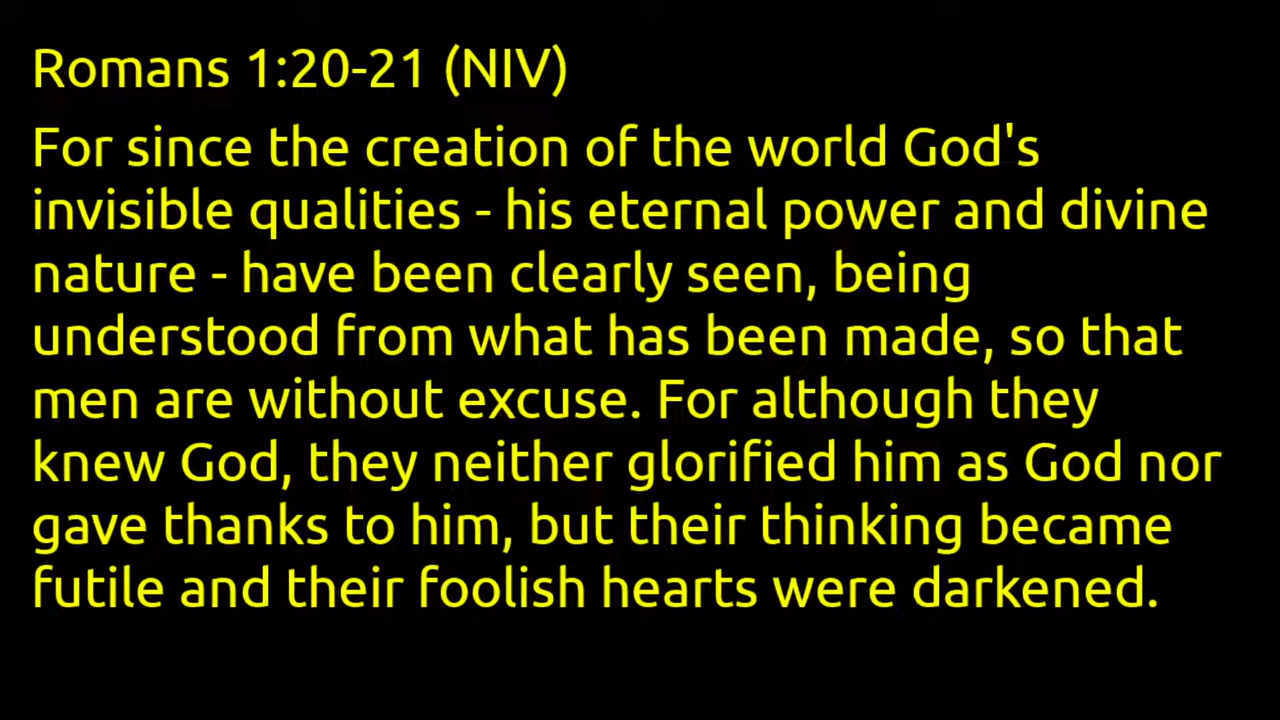 Romans 1:20-21 (NIV)
For since the creation of the world God's
invisible qualities - his eternal power and divine
nature - have been clearly seen, being
understood from what has been made, so that
men are without excuse. For although they
knew God, they neither glorified him as God nor
gave thanks to him, but their thinking became
futile and their foolish hearts were darkened.